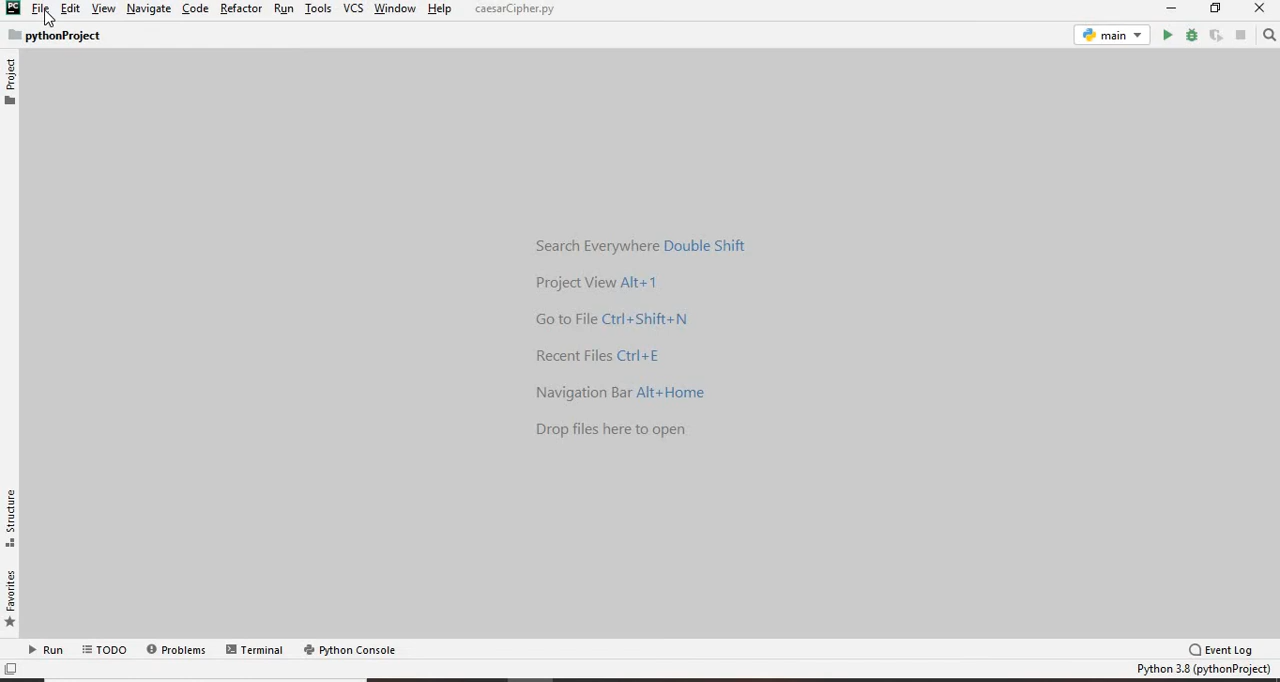 PC File Edit View Navigate Code Refactor Run Tools VCS Window Help caesarCipher.py
pythonProject main
Project
Search Everywhere Double Shift
Project View Alt+1
Go to File Ctrl+Shift+N
Recent Files Ctrl+E
Navigation Bar Alt+Home
Drop files here to open
Structure
Favorites
Run TODO Problems Terminal Python Console Event Log
Python 3.8 (pythonProject)